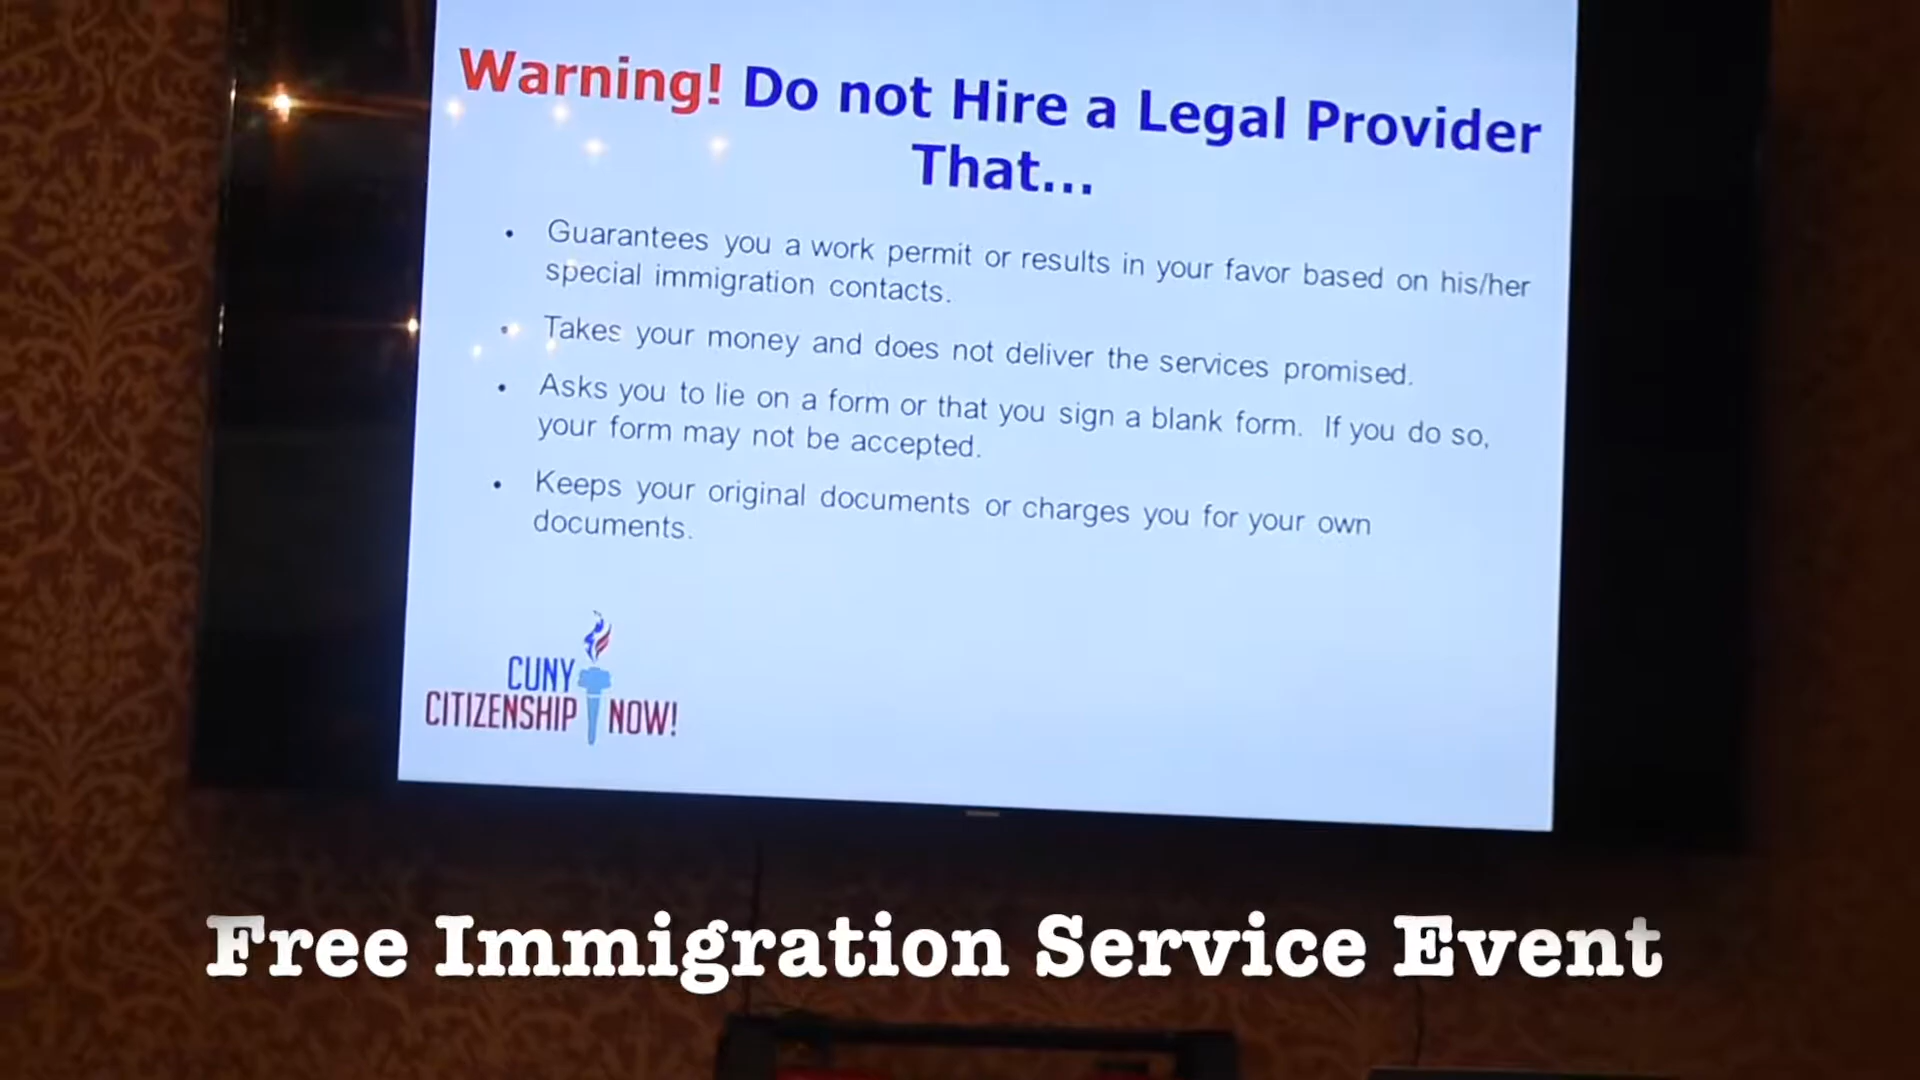 Warning! Do not Hire a Legal Provider
That...
• Guarantees you a work permit or results in your favor based on his/her
special immigration contacts.
• Takes your money and does not deliver the services promised.
• Asks you to lie on a form or that you sign a blank form. If you do so,
your form may not be accepted.
• Keeps your original documents or charges you for your own
documents.
CUNY
CITIZENSHIP NOW!
Free Immigration Service Event